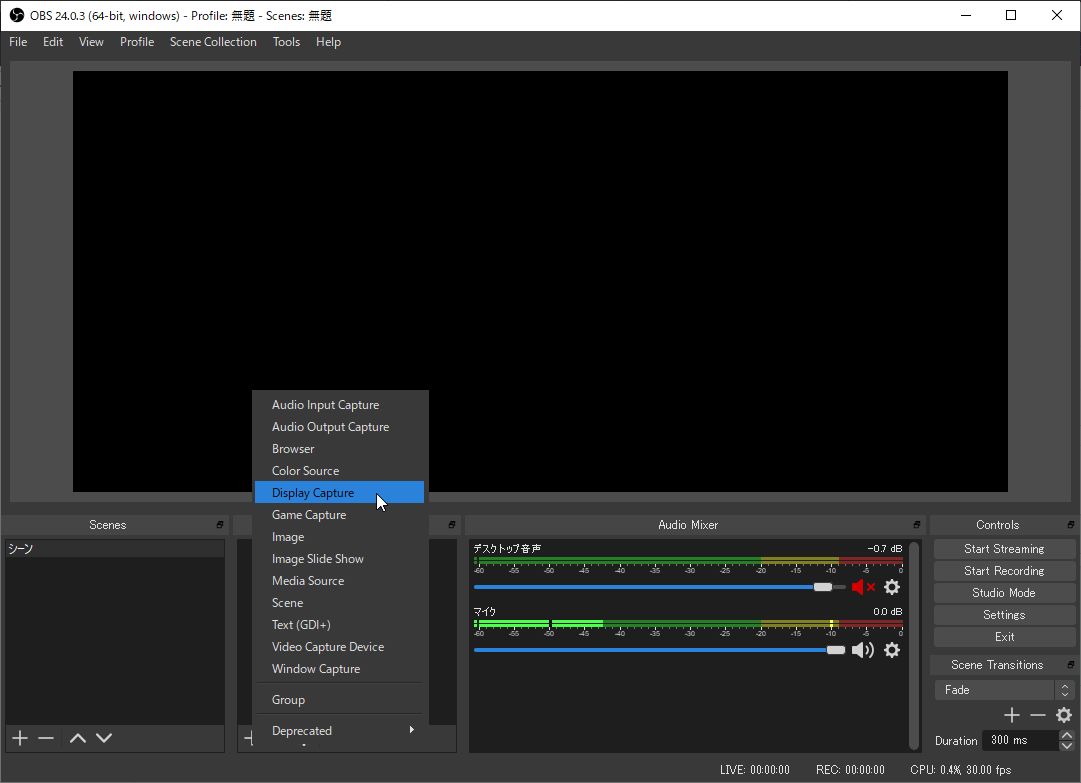 OBS 24.0.3 (64-bit, windows) - Profile: 無題 - Scenes: 無題
File Edit View Profile Scene Collection Tools Help
Audio Input Capture
Audio Output Capture
Browser
Color Source
Display Capture
Game Capture
Image
Image Slide Show
Media Source
Scene
Text (GDI+)
Video Capture Device
Window Capture
Group
Deprecated
Scenes
シーン
Audio Mixer
デスクトップ音声 -0.7 dB
-60 -55 -50 -45 -40 -35 -30 -25 -20 -15 -10 -5 0
マイク 0.0 dB
-60 -55 -50 -45 -40 -35 -30 -25 -20 -15 -10 -5 0
Controls
Start Streaming
Start Recording
Studio Mode
Settings
Exit
Scene Transitions
Fade
Duration 300 ms
LIVE: 00:00:00 REC: 00:00:00 CPU: 0.4%, 30.00 fps